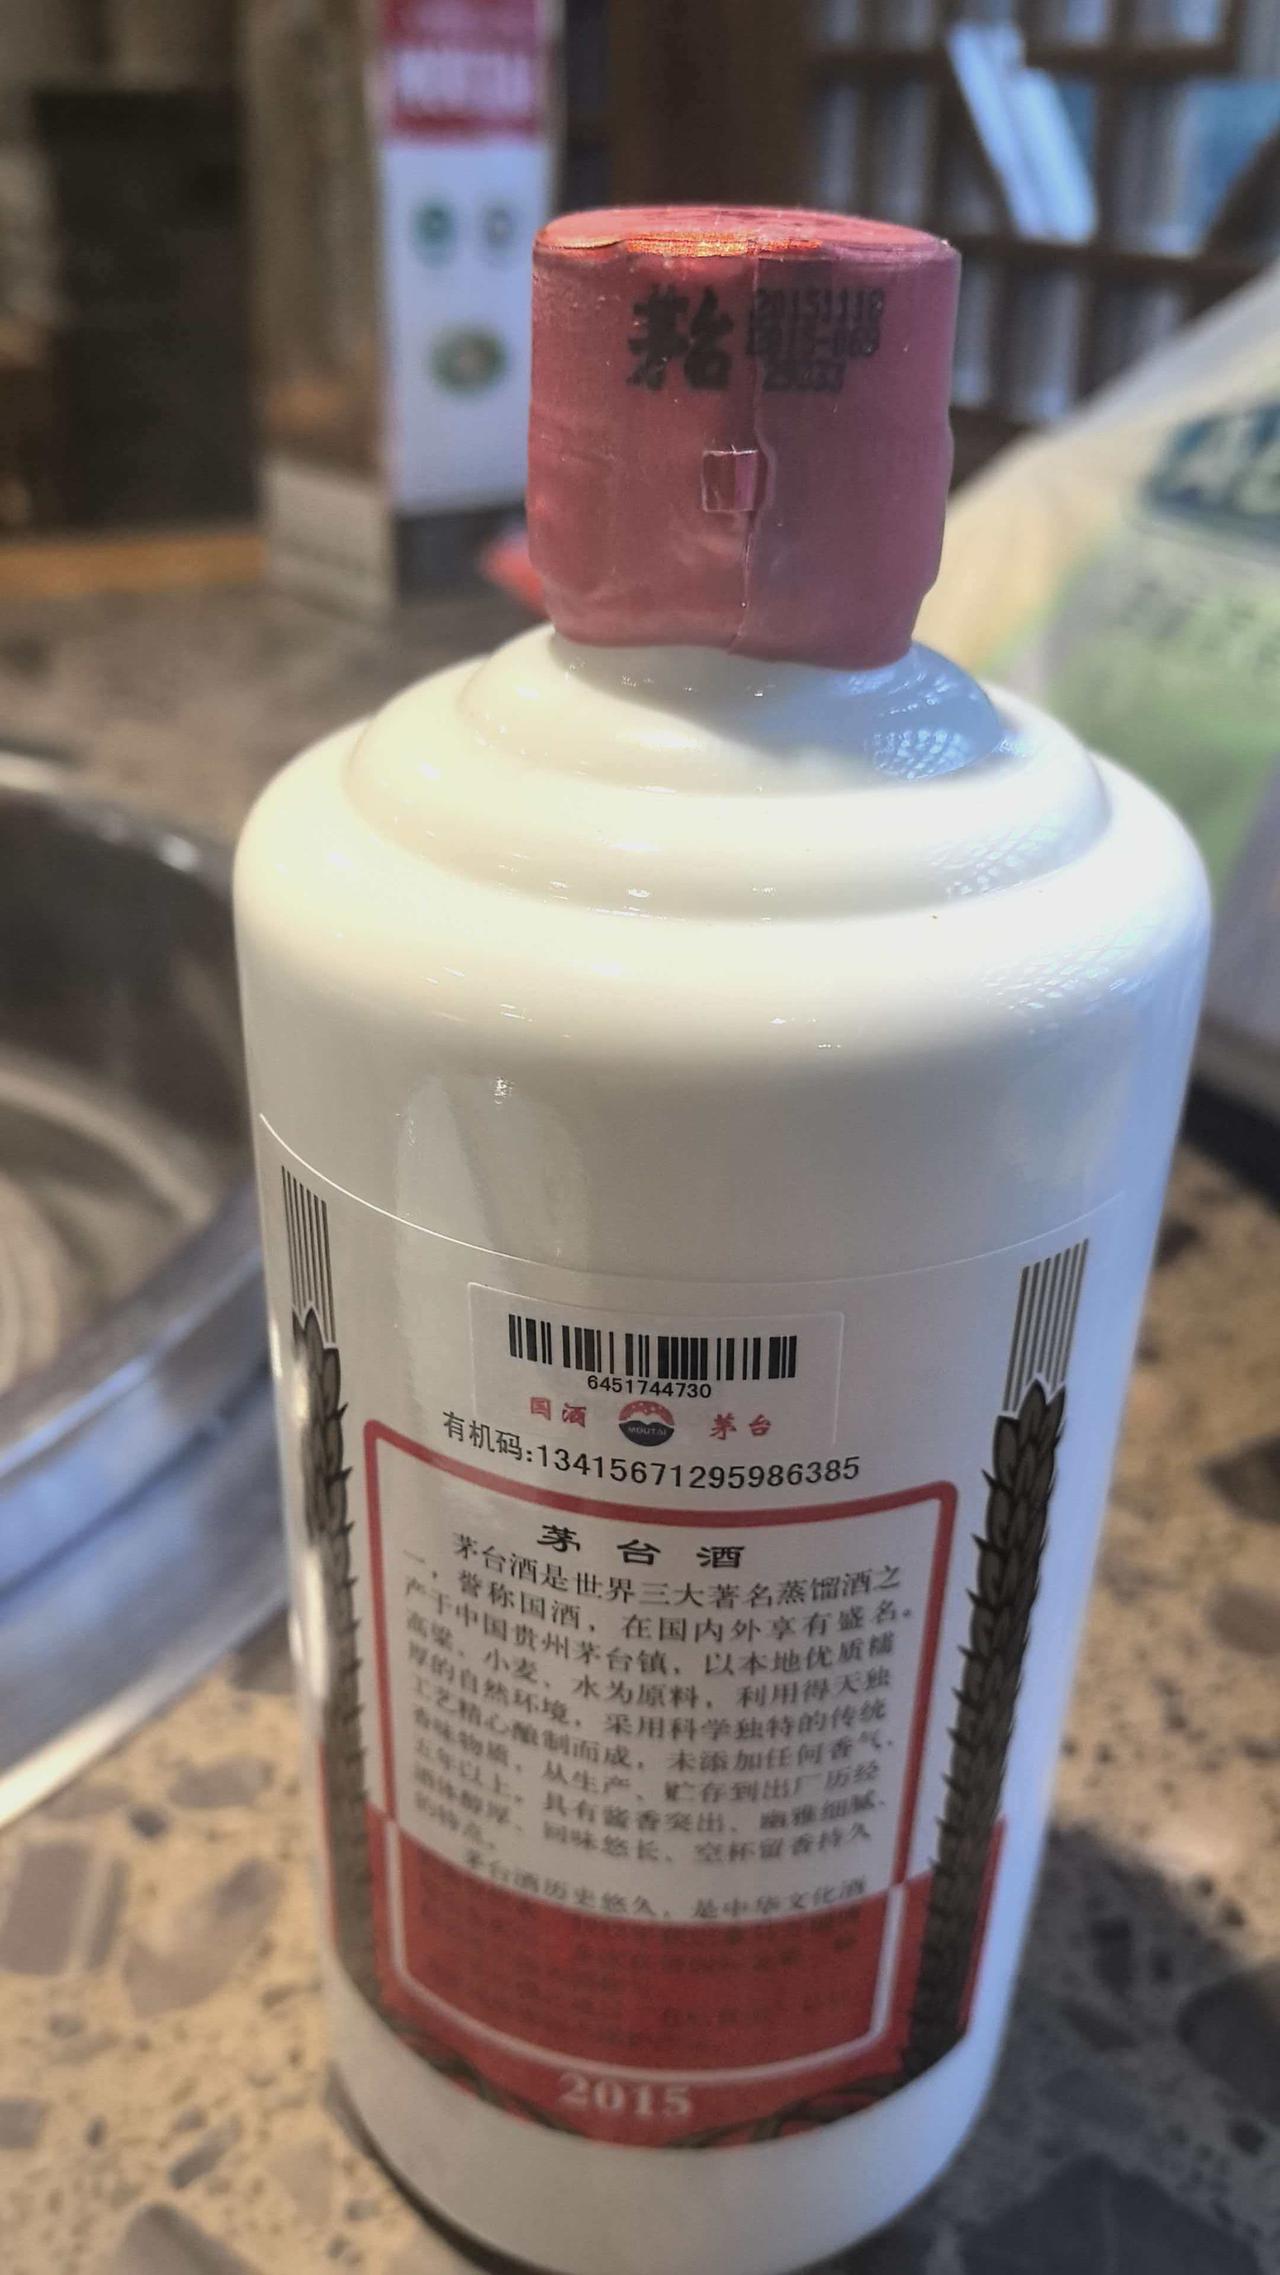 茅台
20151118
2015-068
6451744730
国酒
MOUTAI
茅台
有机码:13415671295986385
茅台酒
茅台酒是世界三大著名蒸馏酒之
一，誉称国酒，在国内外享有盛名。
产于中国贵州茅台镇，以本地优质糯
高粱、小麦、水为原料，利用得天独
厚的自然环境，采用科学独特的传统
工艺精心酿制而成，未添加任何香气、
香味物质，从生产、贮存到出厂历经
五年以上，具有酱香突出、幽雅细腻、
酒体醇厚、回味悠长、空杯留香持久
的特点。
茅台酒历史悠久，是中华文化酒
2015